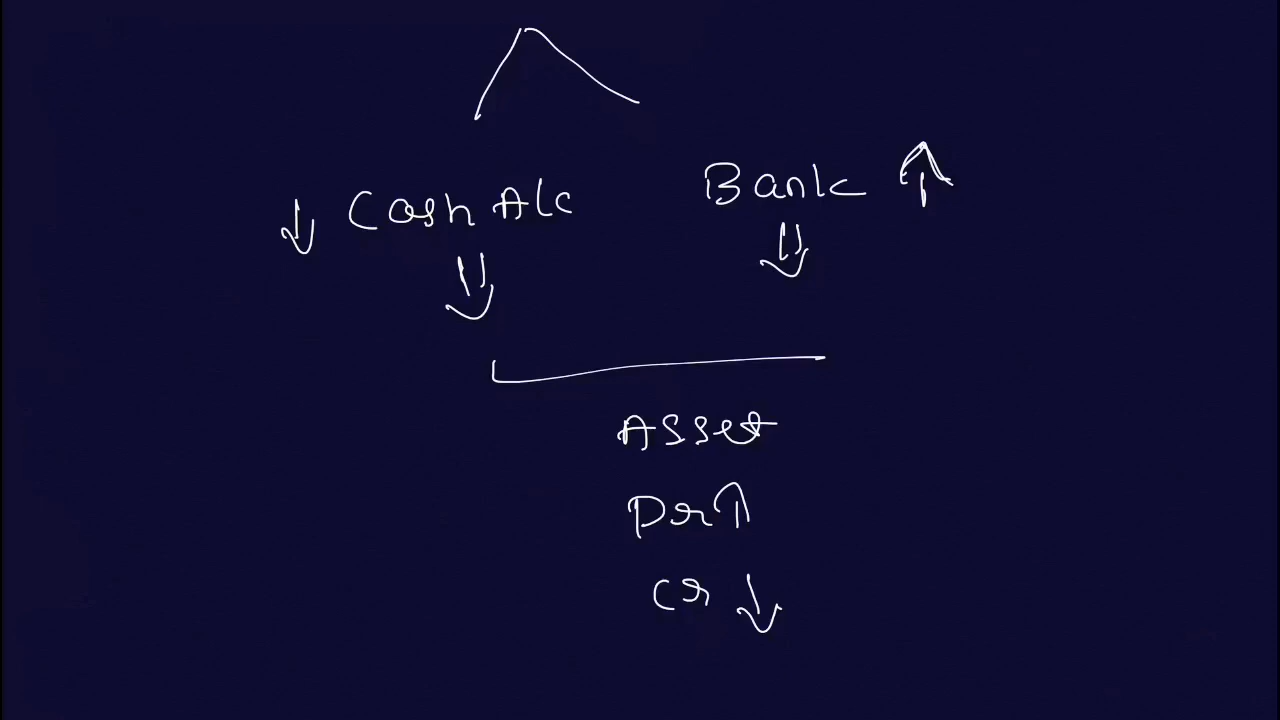 ↓ Cash A/c Bank ↑
Asset
Dr ↑
Cr ↓